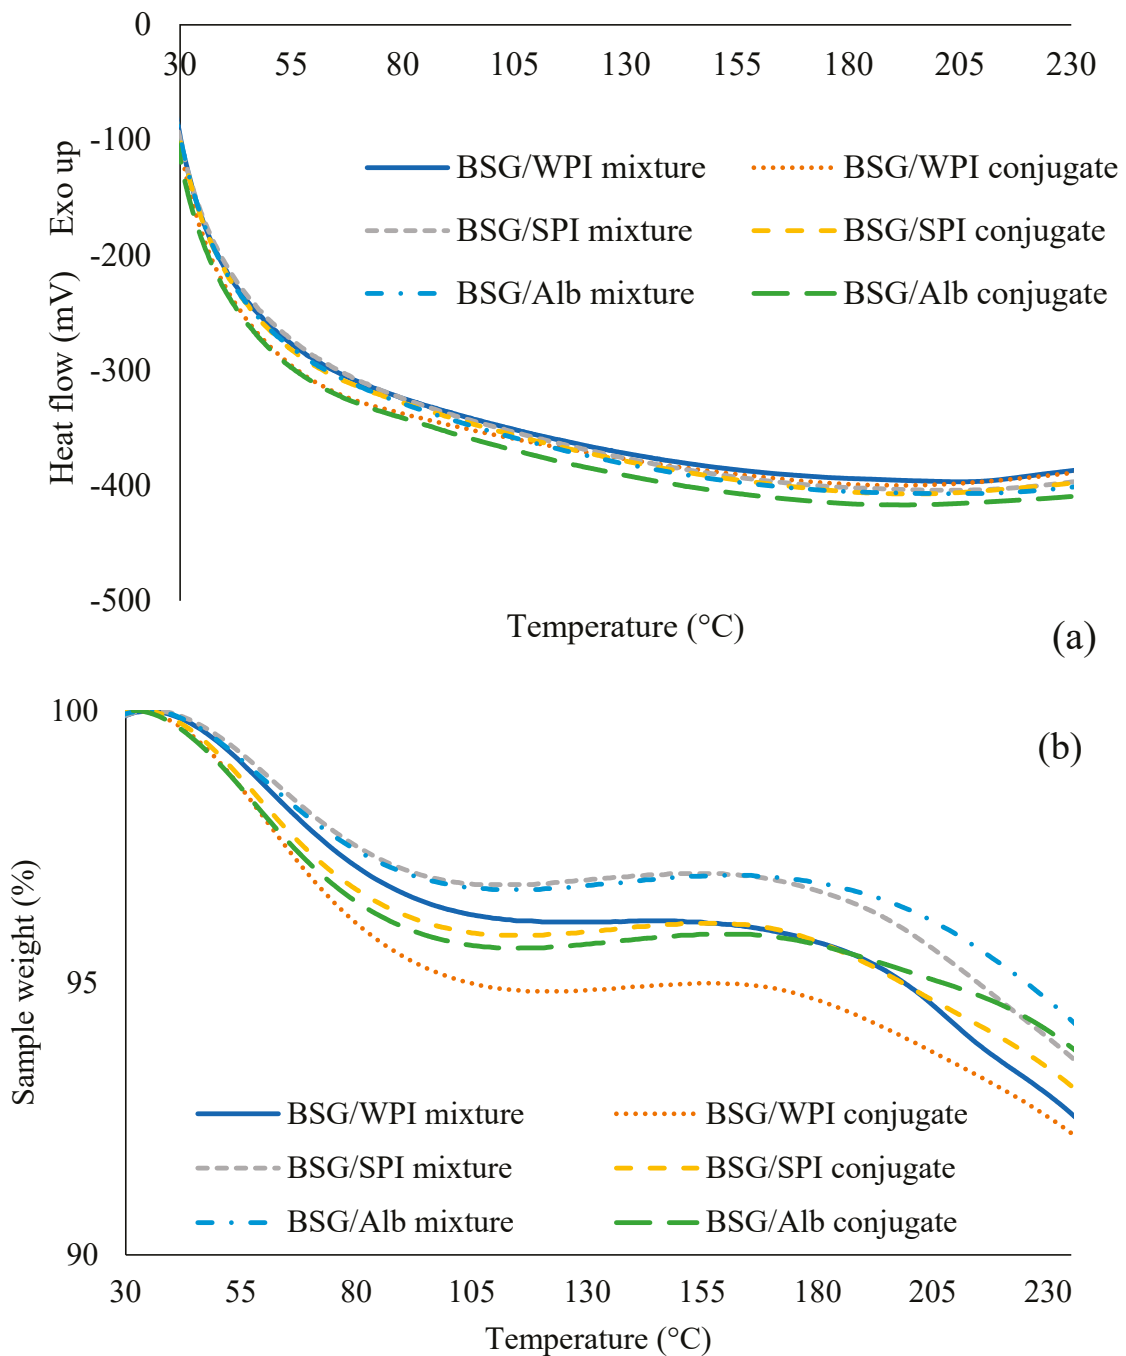 0
30 55 80 105 130 155 180 205 230
-100
-200
-300
-400
-500
Heat flow (mV) Exo up
BSG/WPI mixture BSG/WPI conjugate
BSG/SPI mixture BSG/SPI conjugate
BSG/Alb mixture BSG/Alb conjugate
Temperature (°C)
(a)
100
95
90
(b)
Sample weight (%)
BSG/WPI mixture BSG/WPI conjugate
BSG/SPI mixture BSG/SPI conjugate
BSG/Alb mixture BSG/Alb conjugate
30 55 80 105 130 155 180 205 230
Temperature (°C)